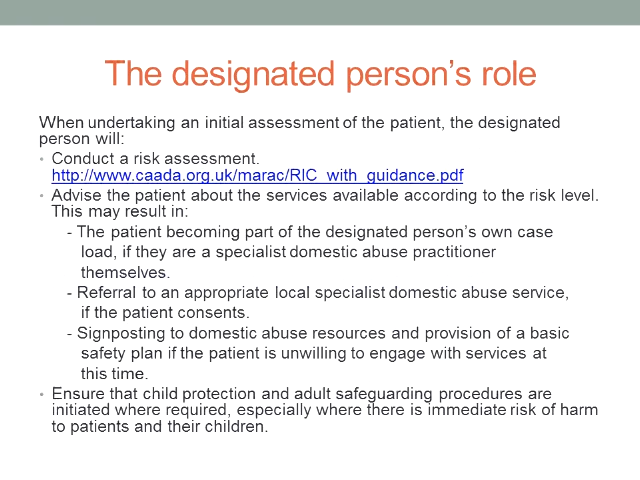 The designated person's role
When undertaking an initial assessment of the patient, the designated
person will:
• Conduct a risk assessment.
http://www.caada.org.uk/marac/RIC_with_guidance.pdf
• Advise the patient about the services available according to the risk level.
This may result in:
- The patient becoming part of the designated person's own case
load, if they are a specialist domestic abuse practitioner
themselves.
- Referral to an appropriate local specialist domestic abuse service,
if the patient consents.
- Signposting to domestic abuse resources and provision of a basic
safety plan if the patient is unwilling to engage with services at
this time.
• Ensure that child protection and adult safeguarding procedures are
initiated where required, especially where there is immediate risk of harm
to patients and their children.